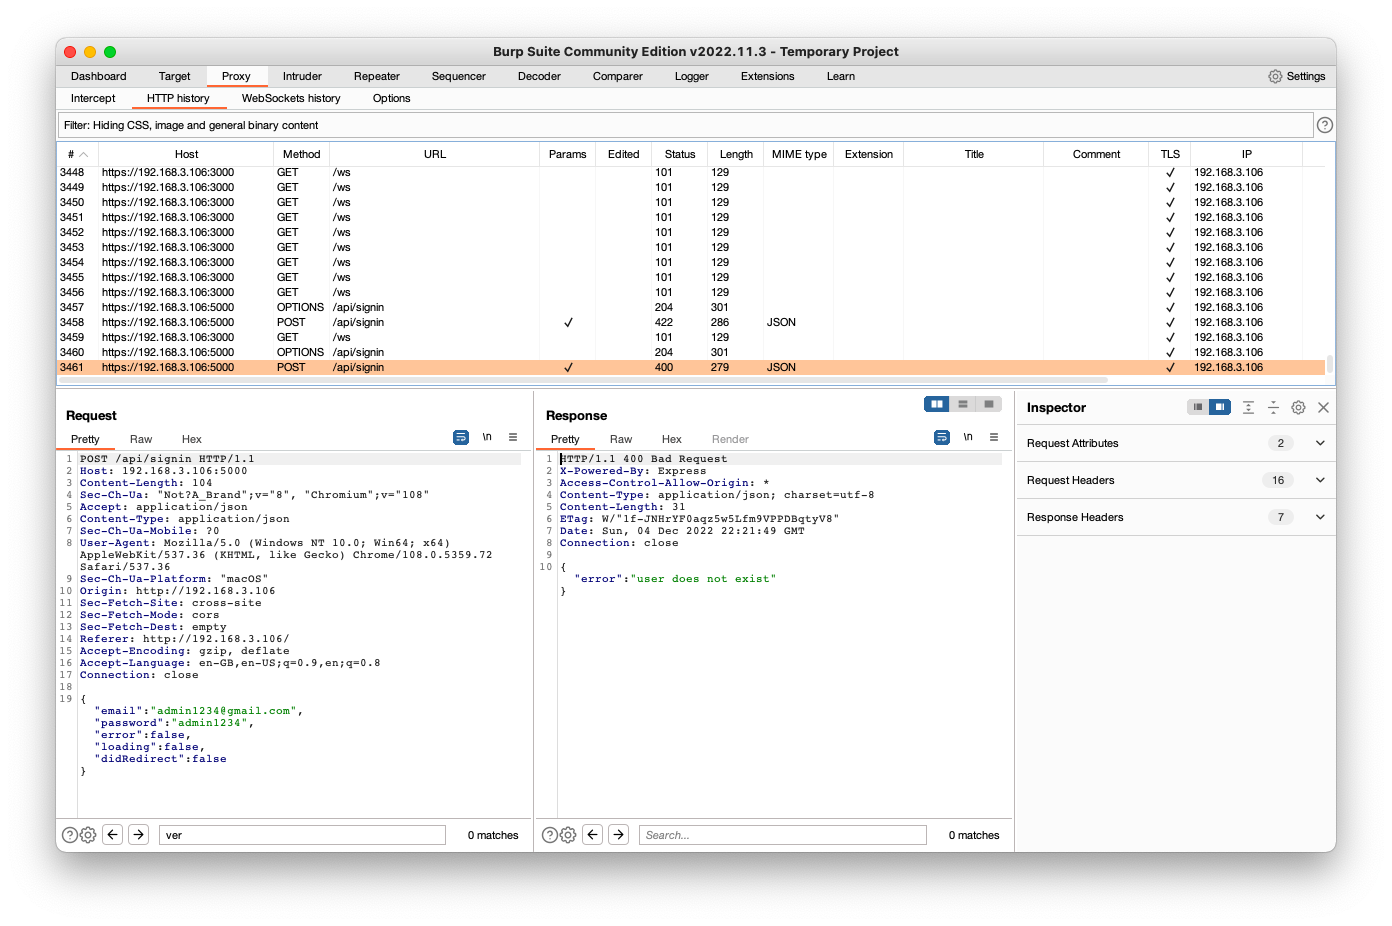 Burp Suite Community Edition v2022.11.3 - Temporary Project
Dashboard Target Proxy Intruder Repeater Sequencer Decoder Comparer Logger Extensions Learn Settings
Intercept HTTP history WebSockets history Options
Filter: Hiding CSS, image and general binary content
# Host Method URL Params Edited Status Length MIME type Extension Title Comment TLS IP
3448 https://192.168.3.106:3000 GET /ws 101 129 ✓ 192.168.3.106
3449 https://192.168.3.106:3000 GET /ws 101 129 ✓ 192.168.3.106
3450 https://192.168.3.106:3000 GET /ws 101 129 ✓ 192.168.3.106
3451 https://192.168.3.106:3000 GET /ws 101 129 ✓ 192.168.3.106
3452 https://192.168.3.106:3000 GET /ws 101 129 ✓ 192.168.3.106
3453 https://192.168.3.106:3000 GET /ws 101 129 ✓ 192.168.3.106
3454 https://192.168.3.106:3000 GET /ws 101 129 ✓ 192.168.3.106
3455 https://192.168.3.106:3000 GET /ws 101 129 ✓ 192.168.3.106
3456 https://192.168.3.106:3000 GET /ws 101 129 ✓ 192.168.3.106
3457 https://192.168.3.106:5000 OPTIONS /api/signin 204 301 ✓ 192.168.3.106
3458 https://192.168.3.106:5000 POST /api/signin ✓ 422 286 JSON ✓ 192.168.3.106
3459 https://192.168.3.106:3000 GET /ws 101 129 ✓ 192.168.3.106
3460 https://192.168.3.106:5000 OPTIONS /api/signin 204 301 ✓ 192.168.3.106
3461 https://192.168.3.106:5000 POST /api/signin ✓ 400 279 JSON ✓ 192.168.3.106
Request
Pretty Raw Hex \n
1 POST /api/signin HTTP/1.1
2 Host: 192.168.3.106:5000
3 Content-Length: 104
4 Sec-Ch-Ua: "Not?A_Brand";v="8", "Chromium";v="108"
5 Accept: application/json
6 Content-Type: application/json
7 Sec-Ch-Ua-Mobile: ?0
8 User-Agent: Mozilla/5.0 (Windows NT 10.0; Win64; x64)
AppleWebKit/537.36 (KHTML, like Gecko) Chrome/108.0.5359.72
Safari/537.36
9 Sec-Ch-Ua-Platform: "macOS"
10 Origin: http://192.168.3.106
11 Sec-Fetch-Site: cross-site
12 Sec-Fetch-Mode: cors
13 Sec-Fetch-Dest: empty
14 Referer: http://192.168.3.106/
15 Accept-Encoding: gzip, deflate
16 Accept-Language: en-GB,en-US;q=0.9,en;q=0.8
17 Connection: close
18
19 {
"email":"admin1234@gmail.com",
"password":"admin1234",
"error":false,
"loading":false,
"didRedirect":false
}
ver
0 matches
Response
Pretty Raw Hex Render \n
1 HTTP/1.1 400 Bad Request
2 X-Powered-By: Express
3 Access-Control-Allow-Origin: *
4 Content-Type: application/json; charset=utf-8
5 Content-Length: 31
6 ETag: W/"1f-JNHrYF0aqz5w5Lfm9VPPDBqtyV8"
7 Date: Sun, 04 Dec 2022 22:21:49 GMT
8 Connection: close
9
10 {
"error":"user does not exist"
}
Search...
0 matches
Inspector
Request Attributes 2
Request Headers 16
Response Headers 7